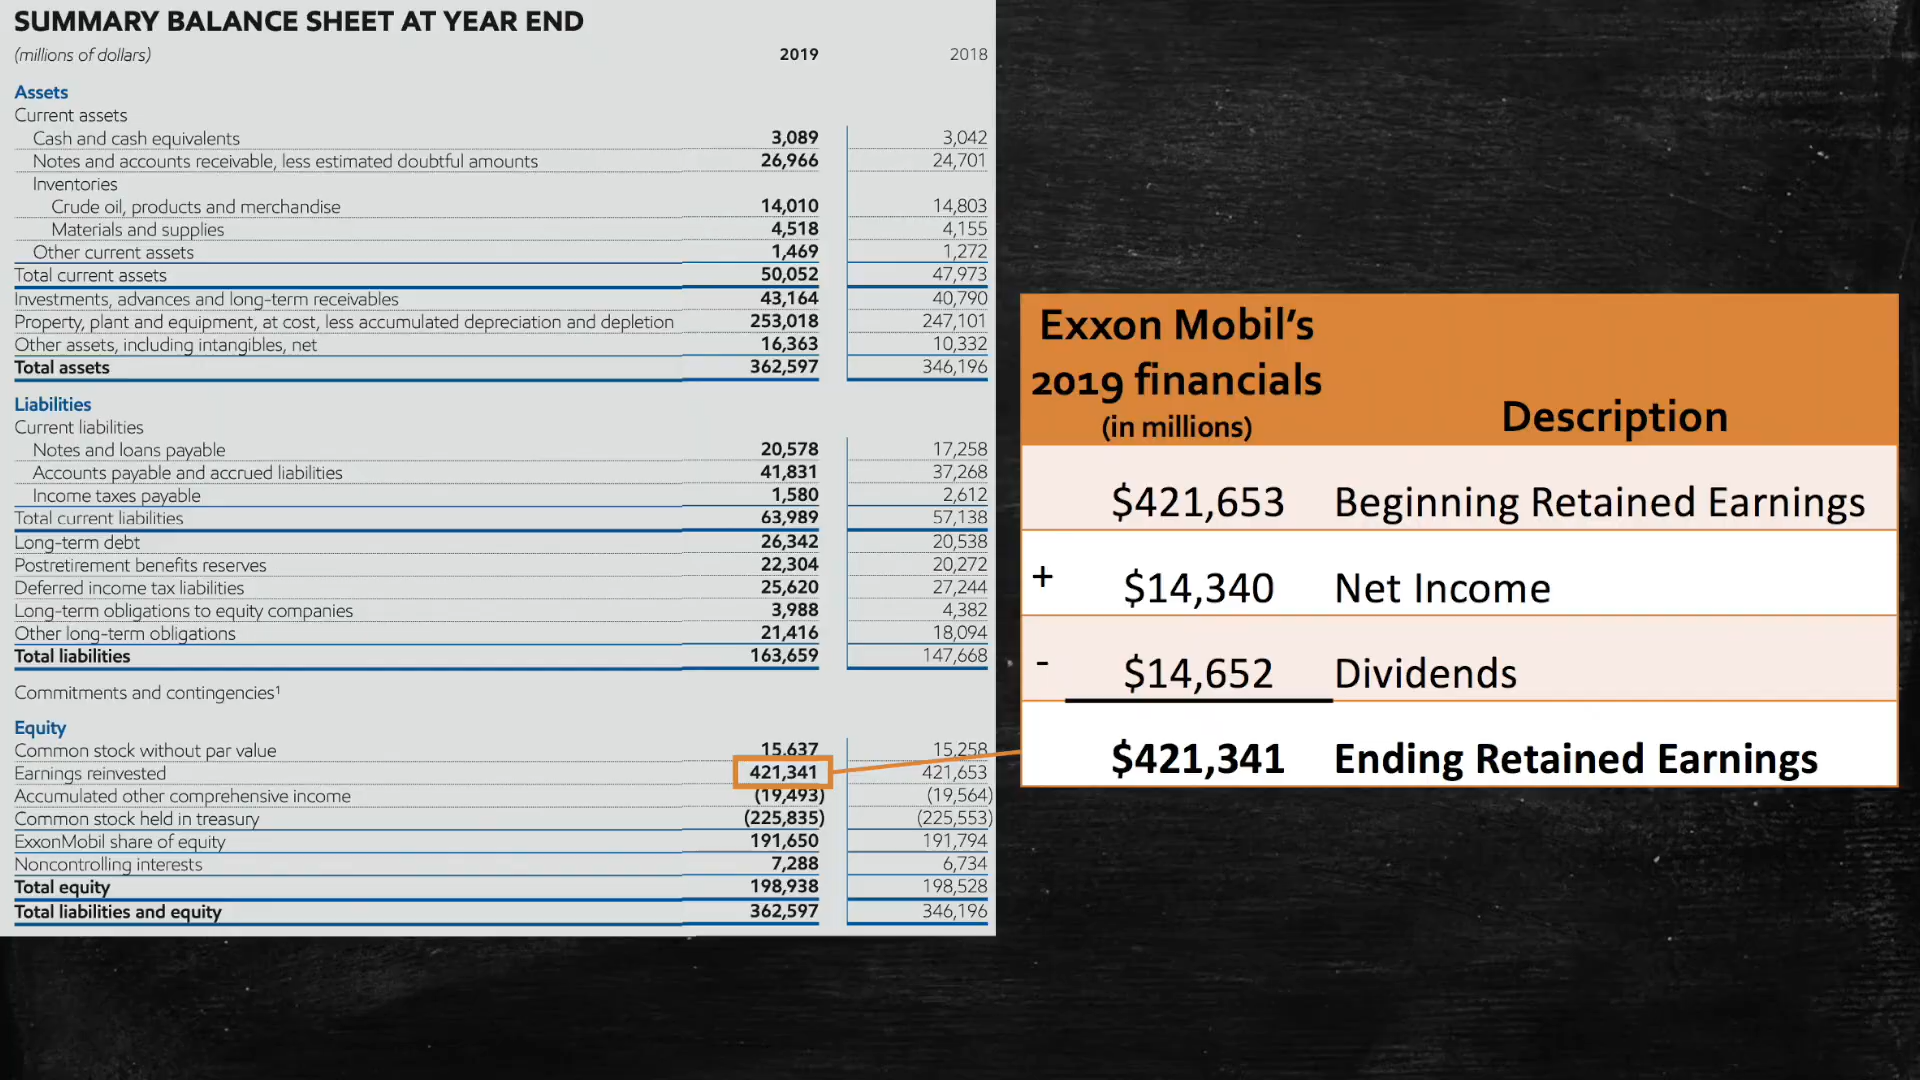 SUMMARY BALANCE SHEET AT YEAR END
(millions of dollars) 2019 2018
Assets
Current assets
Cash and cash equivalents 3,089 3,042
Notes and accounts receivable, less estimated doubtful amounts 26,966 24,701
Inventories
Crude oil, products and merchandise 14,010 14,803
Materials and supplies 4,518 4,155
Other current assets 1,469 1,272
Total current assets 50,052 47,973
Investments, advances and long-term receivables 43,164 40,790
Property, plant and equipment, at cost, less accumulated depreciation and depletion 253,018 247,101
Other assets, including intangibles, net 16,363 10,332
Total assets 362,597 346,196
Liabilities
Current liabilities
Notes and loans payable 20,578 17,258
Accounts payable and accrued liabilities 41,831 37,268
Income taxes payable 1,580 2,612
Total current liabilities 63,989 57,138
Long-term debt 26,342 20,538
Postretirement benefits reserves 22,304 20,272
Deferred income tax liabilities 25,620 27,244
Long-term obligations to equity companies 3,988 4,382
Other long-term obligations 21,416 18,094
Total liabilities 163,659 147,668
Commitments and contingencies¹
Equity
Common stock without par value 15,637 15,258
Earnings reinvested 421,341 421,653
Accumulated other comprehensive income (19,493) (19,564)
Common stock held in treasury (225,835) (225,553)
ExxonMobil share of equity 191,650 191,794
Noncontrolling interests 7,288 6,734
Total equity 198,938 198,528
Total liabilities and equity 362,597 346,196
Exxon Mobil’s
2019 financials
(in millions) Description
$421,653 Beginning Retained Earnings
+ $14,340 Net Income
- $14,652 Dividends
$421,341 Ending Retained Earnings